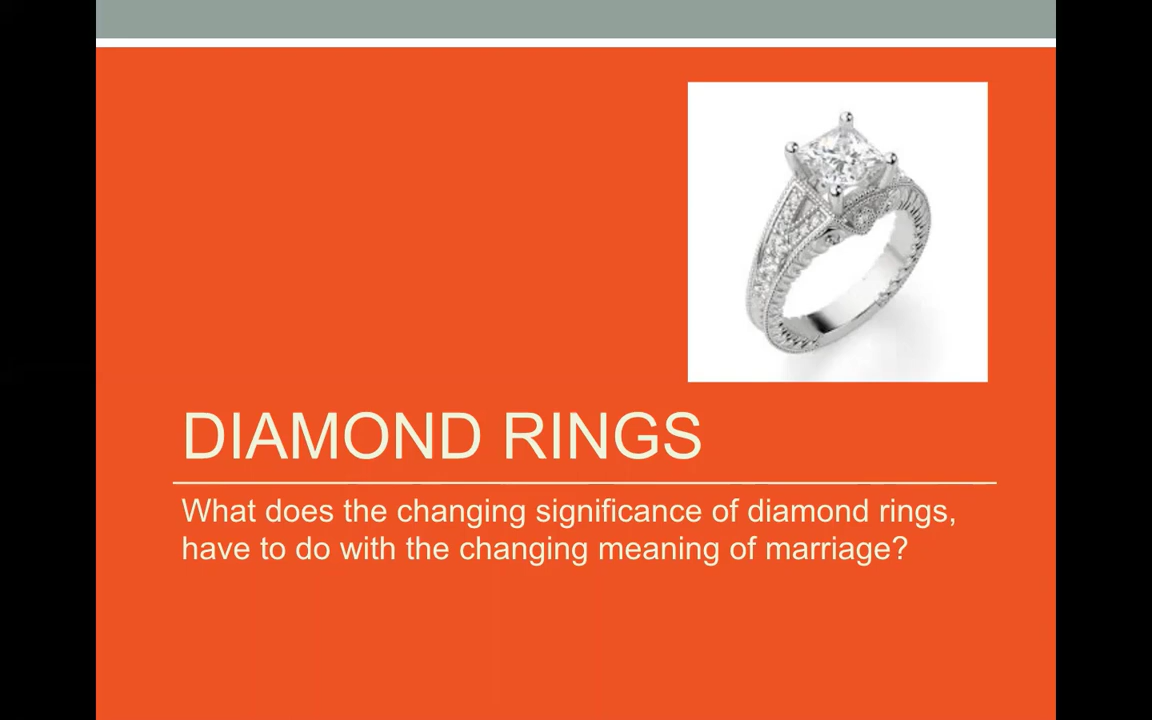 DIAMOND RINGS
What does the changing significance of diamond rings,
have to do with the changing meaning of marriage?